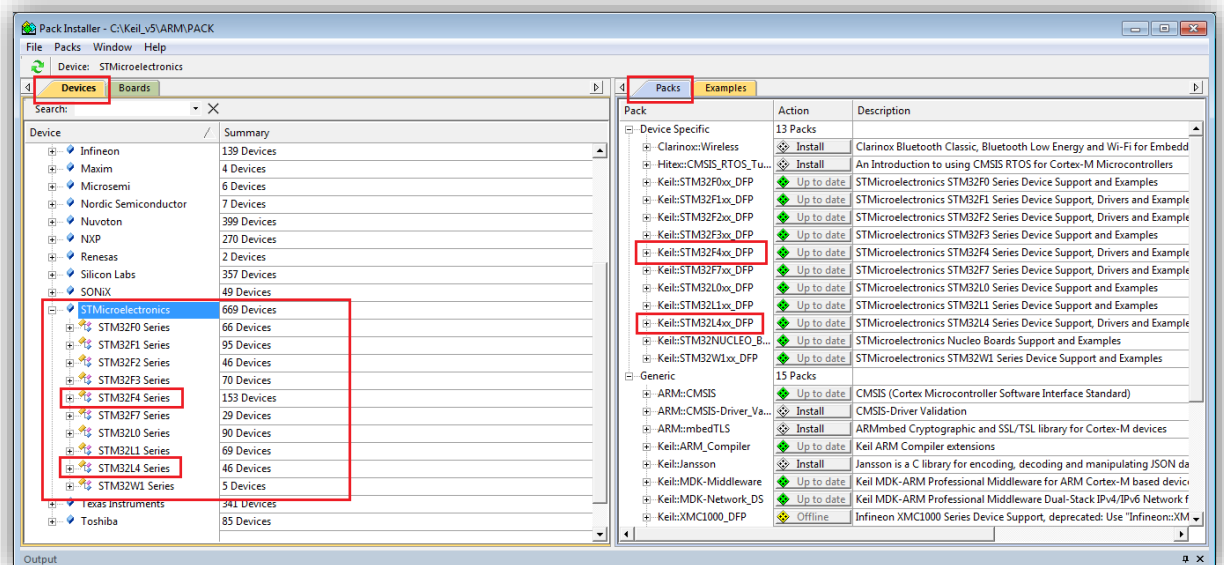 Pack Installer - C:\Keil_v5\ARM\PACK
File Packs Window Help
Device: STMicroelectronics
Devices Boards
Search:
Device Summary
Infineon 139 Devices
Maxim 4 Devices
Microsemi 6 Devices
Nordic Semiconductor 7 Devices
Nuvoton 399 Devices
NXP 270 Devices
Renesas 2 Devices
Silicon Labs 357 Devices
SONiX 49 Devices
STMicroelectronics 669 Devices
STM32F0 Series 66 Devices
STM32F1 Series 95 Devices
STM32F2 Series 46 Devices
STM32F3 Series 70 Devices
STM32F4 Series 153 Devices
STM32F7 Series 29 Devices
STM32L0 Series 90 Devices
STM32L1 Series 69 Devices
STM32L4 Series 46 Devices
STM32W1 Series 5 Devices
Texas Instruments 341 Devices
Toshiba 85 Devices
Packs Examples
Pack Action Description
Device Specific 13 Packs
Clarinox::Wireless Install Clarinox Bluetooth Classic, Bluetooth Low Energy and Wi-Fi for Embedd
Hitex::CMSIS_RTOS_Tu... Install An Introduction to using CMSIS RTOS for Cortex-M Microcontrollers
Keil::STM32F0xx_DFP Up to date STMicroelectronics STM32F0 Series Device Support and Examples
Keil::STM32F1xx_DFP Up to date STMicroelectronics STM32F1 Series Device Support, Drivers and Example
Keil::STM32F2xx_DFP Up to date STMicroelectronics STM32F2 Series Device Support, Drivers and Example
Keil::STM32F3xx_DFP Up to date STMicroelectronics STM32F3 Series Device Support and Examples
Keil::STM32F4xx_DFP Up to date STMicroelectronics STM32F4 Series Device Support, Drivers and Example
Keil::STM32F7xx_DFP Up to date STMicroelectronics STM32F7 Series Device Support, Drivers and Example
Keil::STM32L0xx_DFP Up to date STMicroelectronics STM32L0 Series Device Support and Examples
Keil::STM32L1xx_DFP Up to date STMicroelectronics STM32L1 Series Device Support and Examples
Keil::STM32L4xx_DFP Up to date STMicroelectronics STM32L4 Series Device Support, Drivers and Example
Keil::STM32NUCLEO_B... Up to date STMicroelectronics Nucleo Boards Support and Examples
Keil::STM32W1xx_DFP Up to date STMicroelectronics STM32W1 Series Device Support and Examples
Generic 15 Packs
ARM::CMSIS Up to date CMSIS (Cortex Microcontroller Software Interface Standard)
ARM::CMSIS-Driver_Va... Install CMSIS-Driver Validation
ARM::mbedTLS Install ARMmbed Cryptographic and SSL/TSL library for Cortex-M devices
Keil::ARM_Compiler Up to date Keil ARM Compiler extensions
Keil::Jansson Install Jansson is a C library for encoding, decoding and manipulating JSON da
Keil::MDK-Middleware Up to date Keil MDK-ARM Professional Middleware for ARM Cortex-M based device
Keil::MDK-Network_DS Up to date Keil MDK-ARM Professional Middleware Dual-Stack IPv4/IPv6 Network f
Keil::XMC1000_DFP Offline Infineon XMC1000 Series Device Support, deprecated: Use "Infineon::XM
Output